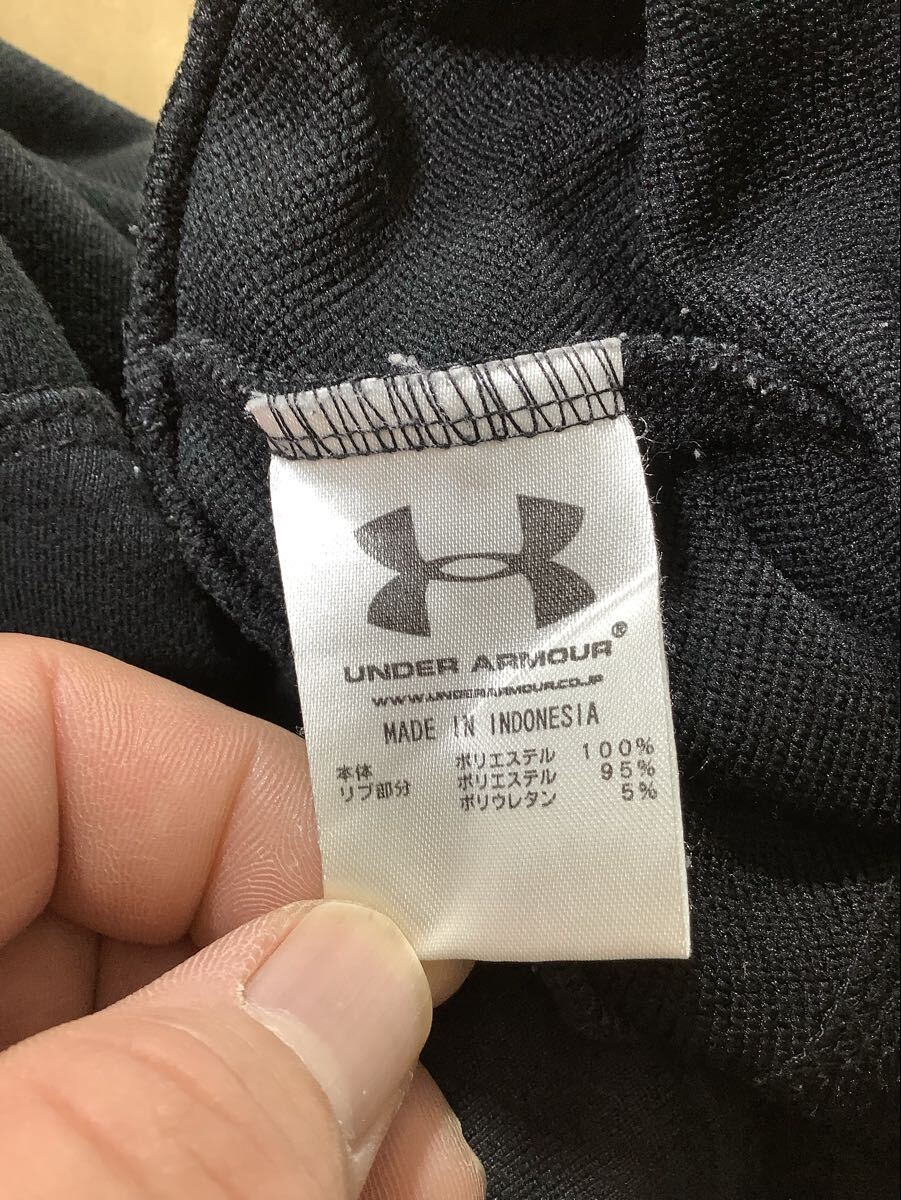 UNDER ARMOUR®
WWW.UNDERARMOUR.CO.JP
MADE IN INDONESIA
本体 ポリエステル 100%
リブ部分 ポリエステル 95%
ポリウレタン 5%